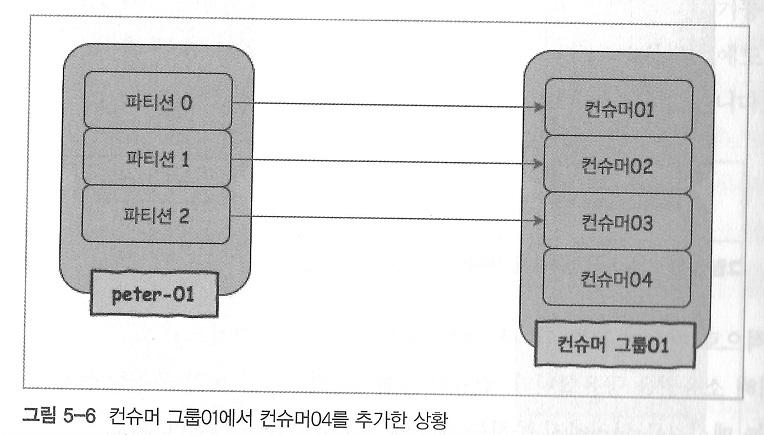 파티션 0
파티션 1
파티션 2
peter-01
컨슈머01
컨슈머02
컨슈머03
컨슈머04
컨슈머 그룹01
그림 5-6 컨슈머 그룹01에서 컨슈머04를 추가한 상황